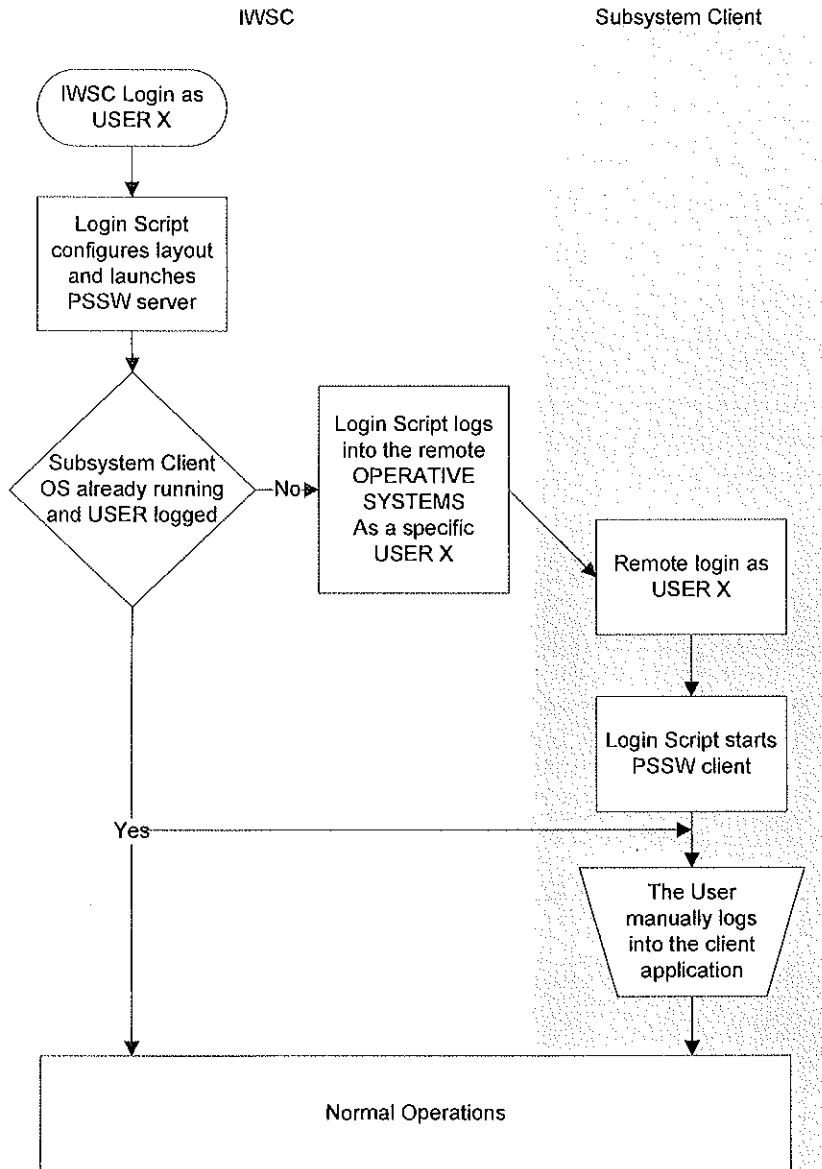 IWSC
Subsystem Client
IWSC Login as
USER X
Login Script
configures layout
and launches
PSSW server
Subsystem Client
OS already running
and USER logged
No
Login Script logs
into the remote
OPERATIVE
SYSTEMS
As a specific
USER X
Remote login as
USER X
Login Script starts
PSSW client
Yes
The User
manually logs
into the client
application
Normal Operations